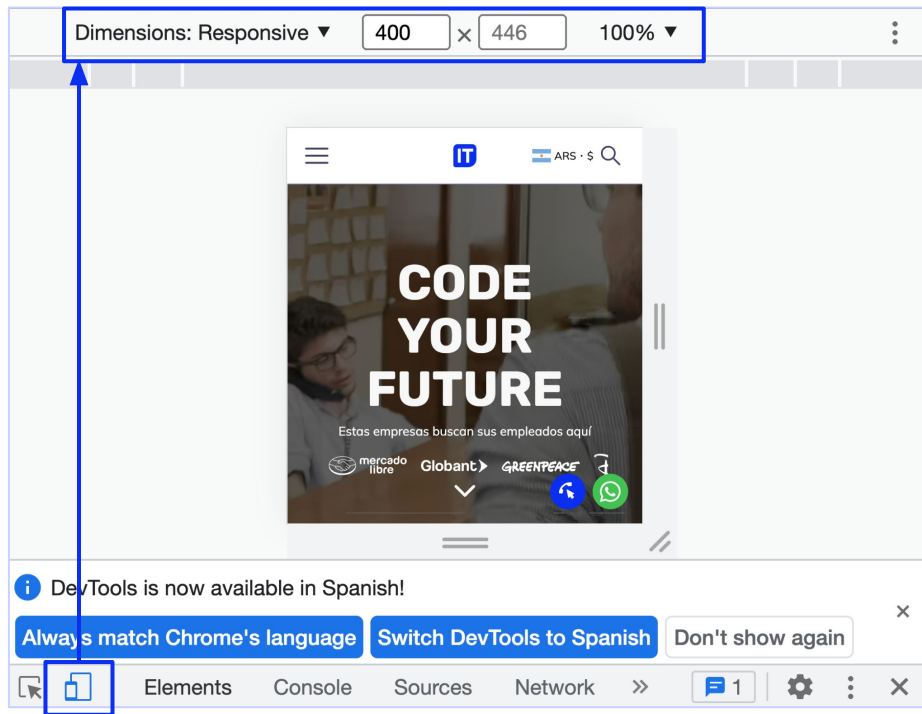 Dimensions: Responsive ▼ 400 × 446 100% ▼
IT ARS · $
CODE
YOUR
FUTURE
Estas empresas buscan sus empleados aquí
mercado libre Globant GREENPEACE
DevTools is now available in Spanish!
Always match Chrome's language Switch DevTools to Spanish Don't show again
Elements Console Sources Network » 1